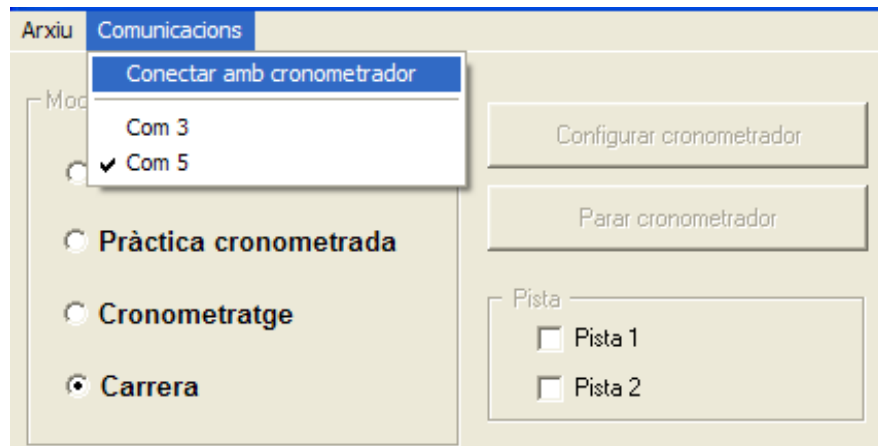 Arxiu Comunicacions
Conectar amb cronometrador
Com 3
Com 5
Pràctica cronometrada
Cronometratge
Carrera
Configurar cronometrador
Parar cronometrador
Pista
Pista 1
Pista 2